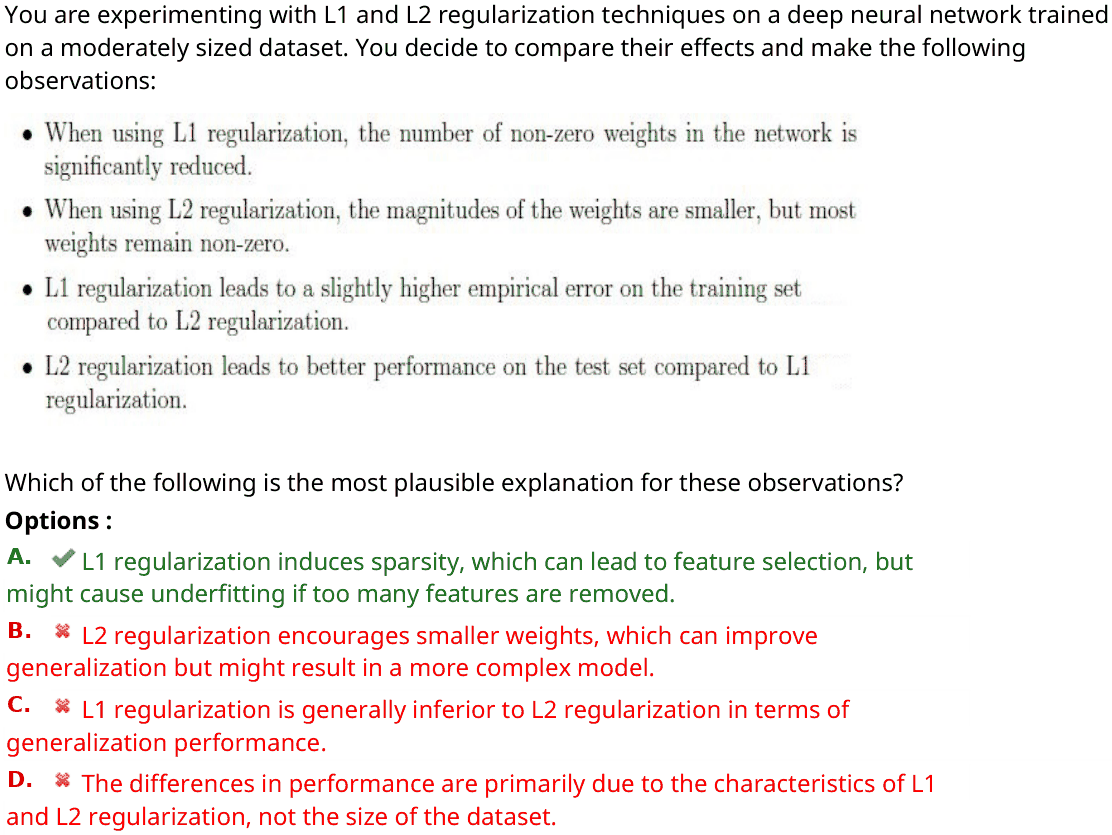 You are experimenting with L1 and L2 regularization techniques on a deep neural network trained
on a moderately sized dataset. You decide to compare their effects and make the following
observations:
• When using L1 regularization, the number of non-zero weights in the network is
significantly reduced.
• When using L2 regularization, the magnitudes of the weights are smaller, but most
weights remain non-zero.
• L1 regularization leads to a slightly higher empirical error on the training set
compared to L2 regularization.
• L2 regularization leads to better performance on the test set compared to L1
regularization.
Which of the following is the most plausible explanation for these observations?
Options :
A. ✔ L1 regularization induces sparsity, which can lead to feature selection, but
might cause underfitting if too many features are removed.
B. ✖ L2 regularization encourages smaller weights, which can improve
generalization but might result in a more complex model.
C. ✖ L1 regularization is generally inferior to L2 regularization in terms of
generalization performance.
D. ✖ The differences in performance are primarily due to the characteristics of L1
and L2 regularization, not the size of the dataset.